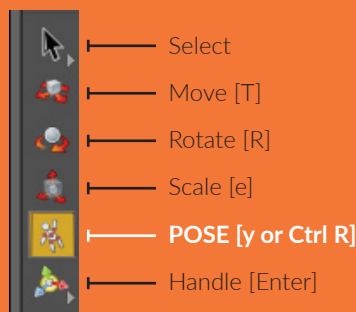 Select
Move [T]
Rotate [R]
Scale [e]
POSE [y or Ctrl R]
Handle [Enter]